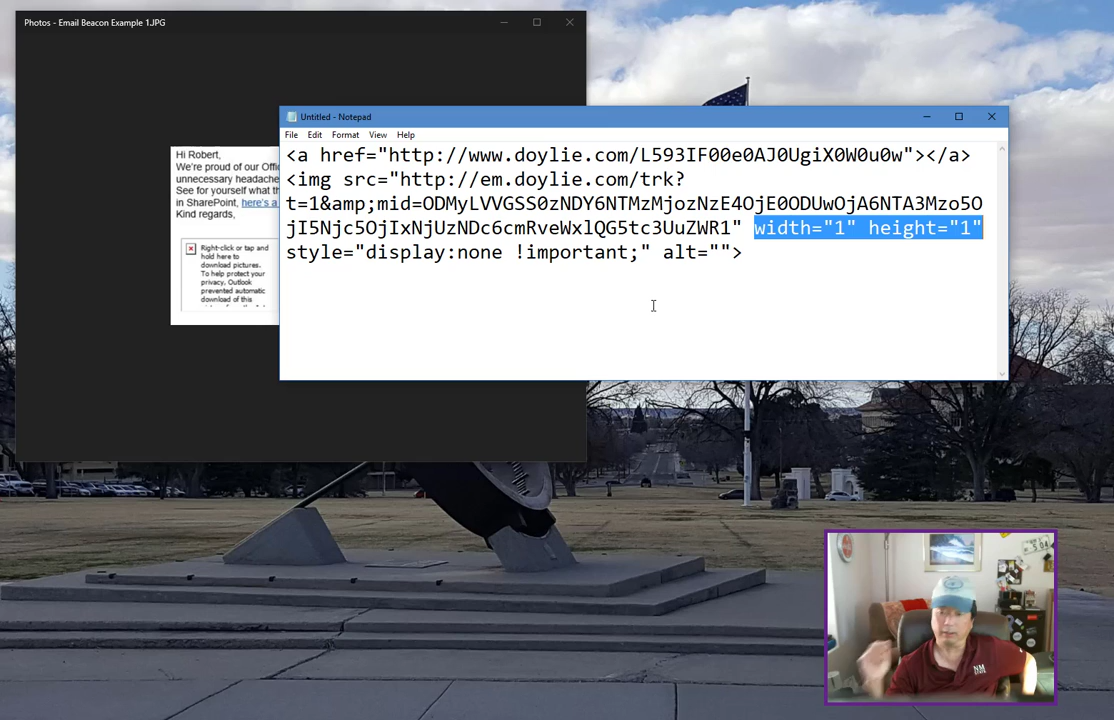 Photos - Email Beacon Example 1.JPG
Untitled - Notepad
File Edit Format View Help
<a href="http://www.doylie.com/L593IF00e0AJ0UgiX0W0u0w"></a>
<img src="http://em.doylie.com/trk?
t=1&amp;mid=ODMyLVVGSS0zNDY6NTMzMjozNzE4OjE0ODUwOjA6NTA3Mzo5O
jI5Njc5OjIxNjUzNDc6cmRveWxlQG5tc3UuZWR1" width="1" height="1"
style="display:none !important;" alt="">
Hi Robert,
We're proud of our Offi
unnecessary headache
See for yourself what th
in SharePoint, here's a
Kind regards,
Right-click or tap and
hold here to
download pictures.
To help protect your
privacy, Outlook
prevented automatic
download of this
NM